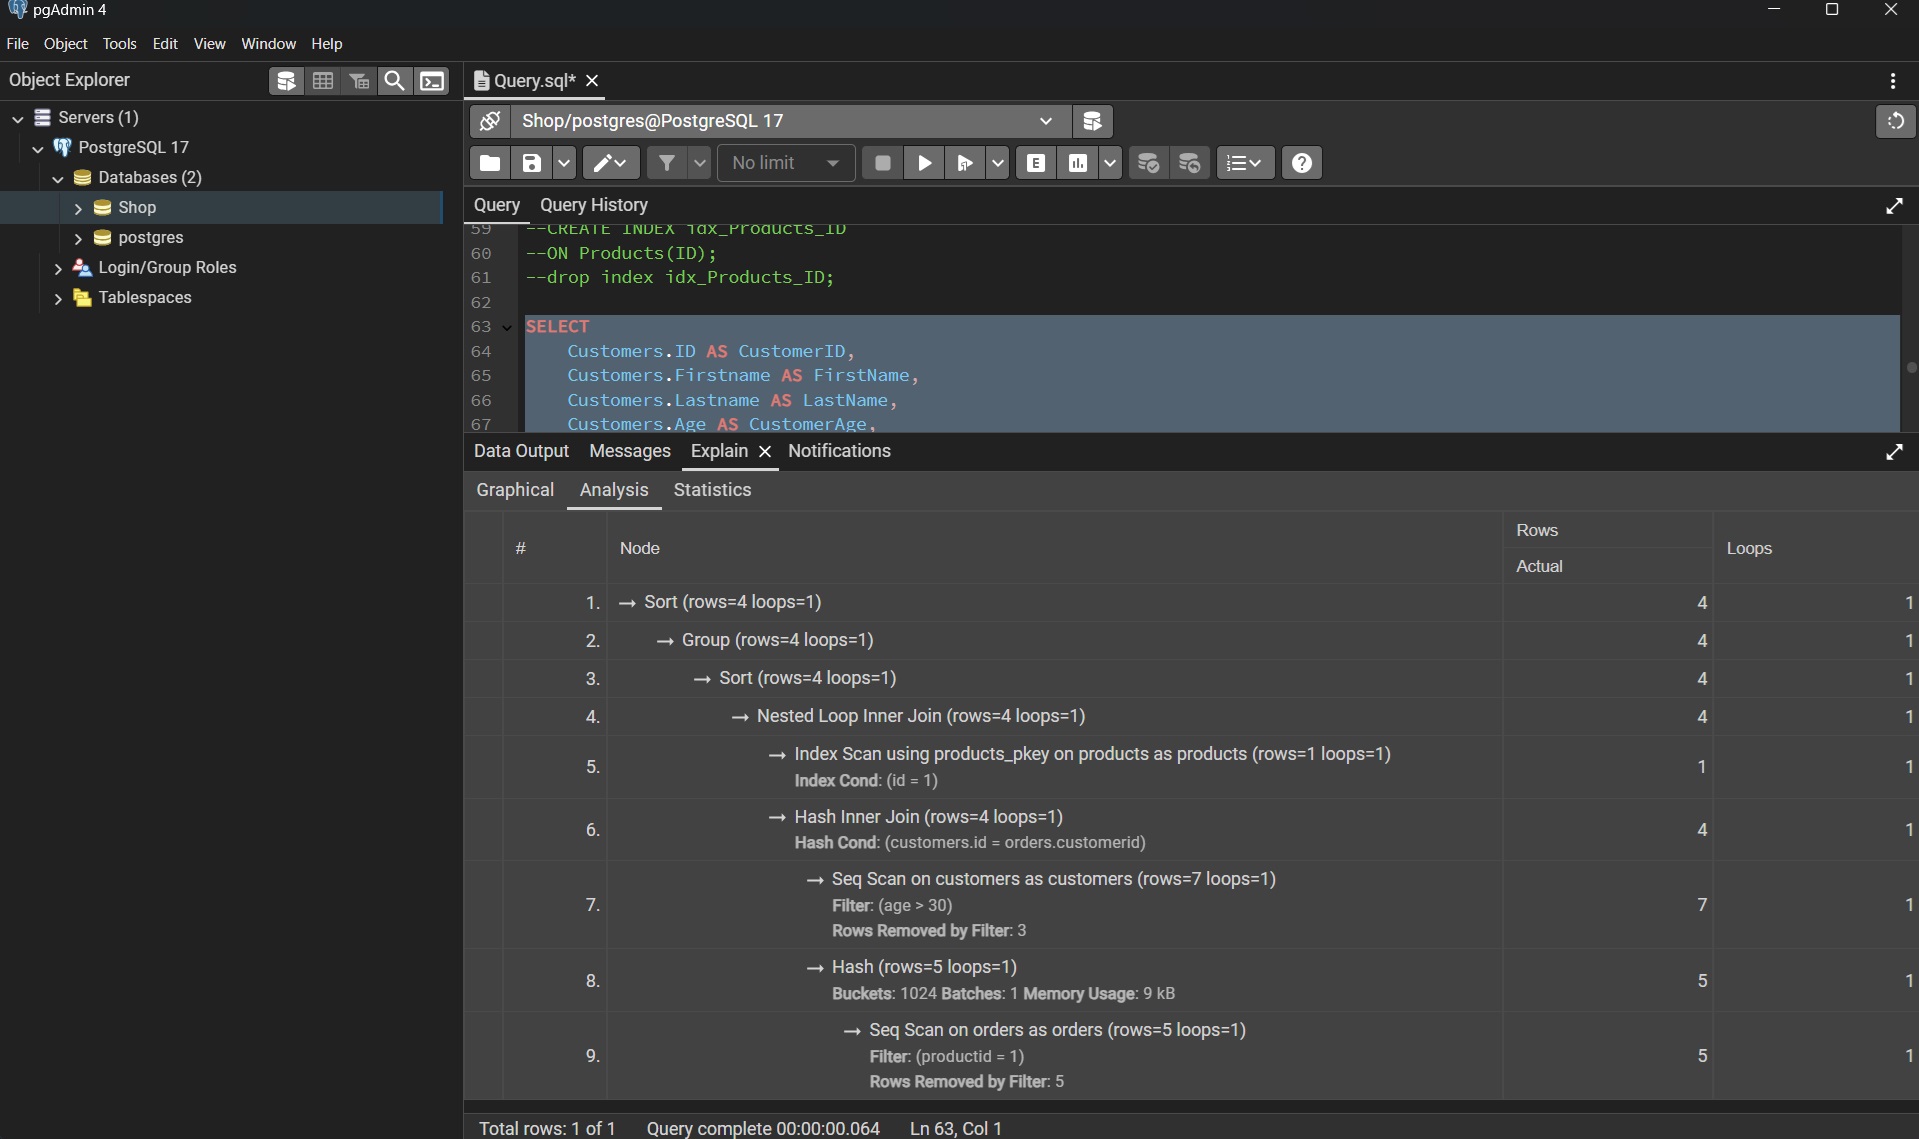 pgAdmin 4
File Object Tools Edit View Window Help
Object Explorer
Servers (1)
PostgreSQL 17
Databases (2)
Shop
postgres
Login/Group Roles
Tablespaces
Query.sql*
Shop/postgres@PostgreSQL 17
No limit
E
Query Query History
59 --CREATE INDEX idx_Products_ID
60 --ON Products(ID);
61 --drop index idx_Products_ID;
62
63 SELECT
64 Customers.ID AS CustomerID,
65 Customers.Firstname AS FirstName,
66 Customers.Lastname AS LastName,
67 Customers.Age AS CustomerAge,
Data Output Messages Explain Notifications
Graphical Analysis Statistics
# Node Rows Loops
Actual
1. → Sort (rows=4 loops=1) 4 1
2. → Group (rows=4 loops=1) 4 1
3. → Sort (rows=4 loops=1) 4 1
4. → Nested Loop Inner Join (rows=4 loops=1) 4 1
5. → Index Scan using products_pkey on products as products (rows=1 loops=1) 1 1
Index Cond: (id = 1)
6. → Hash Inner Join (rows=4 loops=1) 4 1
Hash Cond: (customers.id = orders.customerid)
7. → Seq Scan on customers as customers (rows=7 loops=1) 7 1
Filter: (age > 30)
Rows Removed by Filter: 3
8. → Hash (rows=5 loops=1) 5 1
Buckets: 1024 Batches: 1 Memory Usage: 9 kB
9. → Seq Scan on orders as orders (rows=5 loops=1) 5 1
Filter: (productid = 1)
Rows Removed by Filter: 5
Total rows: 1 of 1 Query complete 00:00:00.064 Ln 63, Col 1